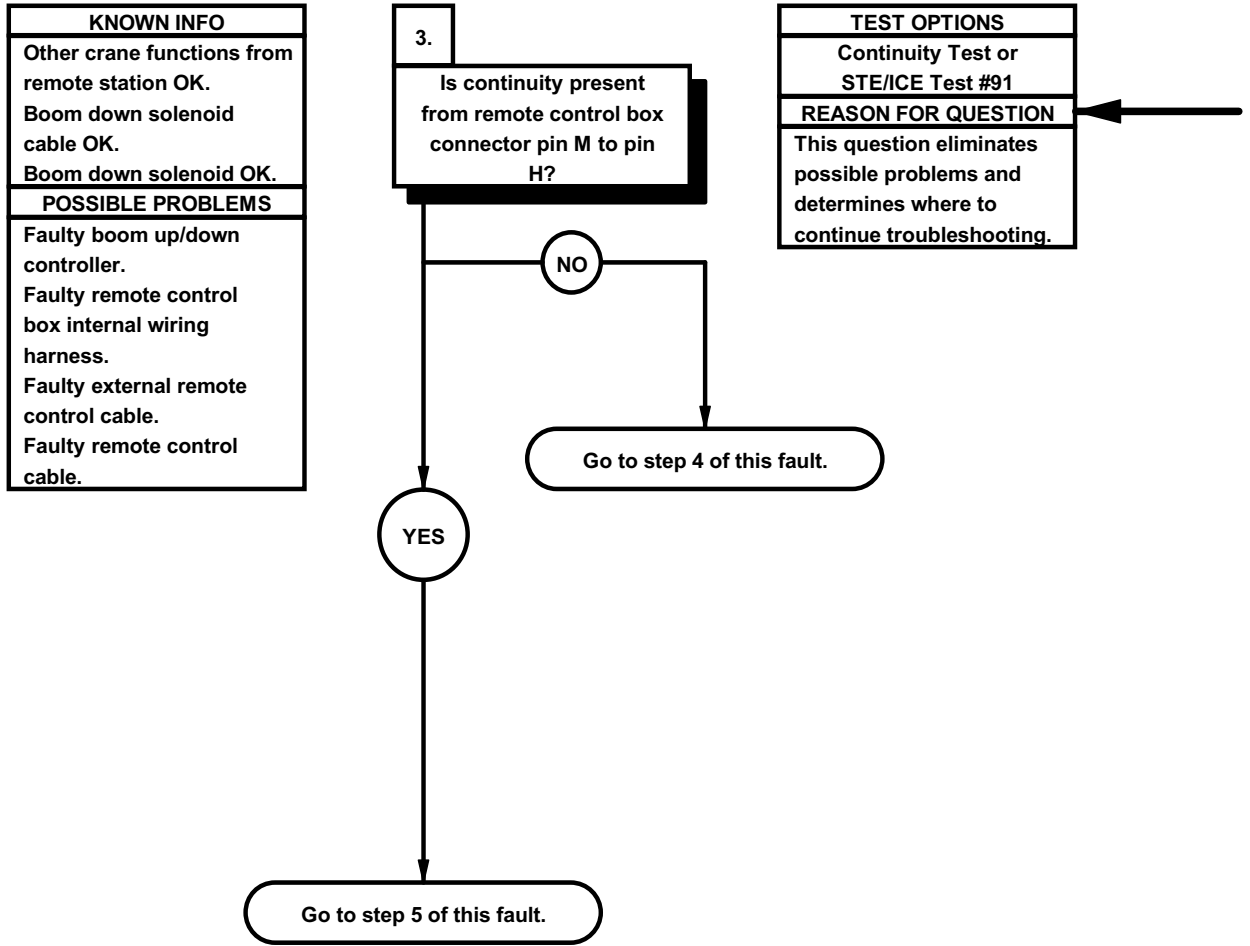 KNOWN INFO
Other crane functions from
remote station OK.
Boom down solenoid
cable OK.
Boom down solenoid OK.
POSSIBLE PROBLEMS
Faulty boom up/down
controller.
Faulty remote control
box internal wiring
harness.
Faulty external remote
control cable.
Faulty remote control
cable.
3.
Is continuity present
from remote control box
connector pin M to pin
H?
TEST OPTIONS
Continuity Test or
STE/ICE Test #91
REASON FOR QUESTION
This question eliminates
possible problems and
determines where to
continue troubleshooting.
NO
Go to step 4 of this fault.
YES
Go to step 5 of this fault.